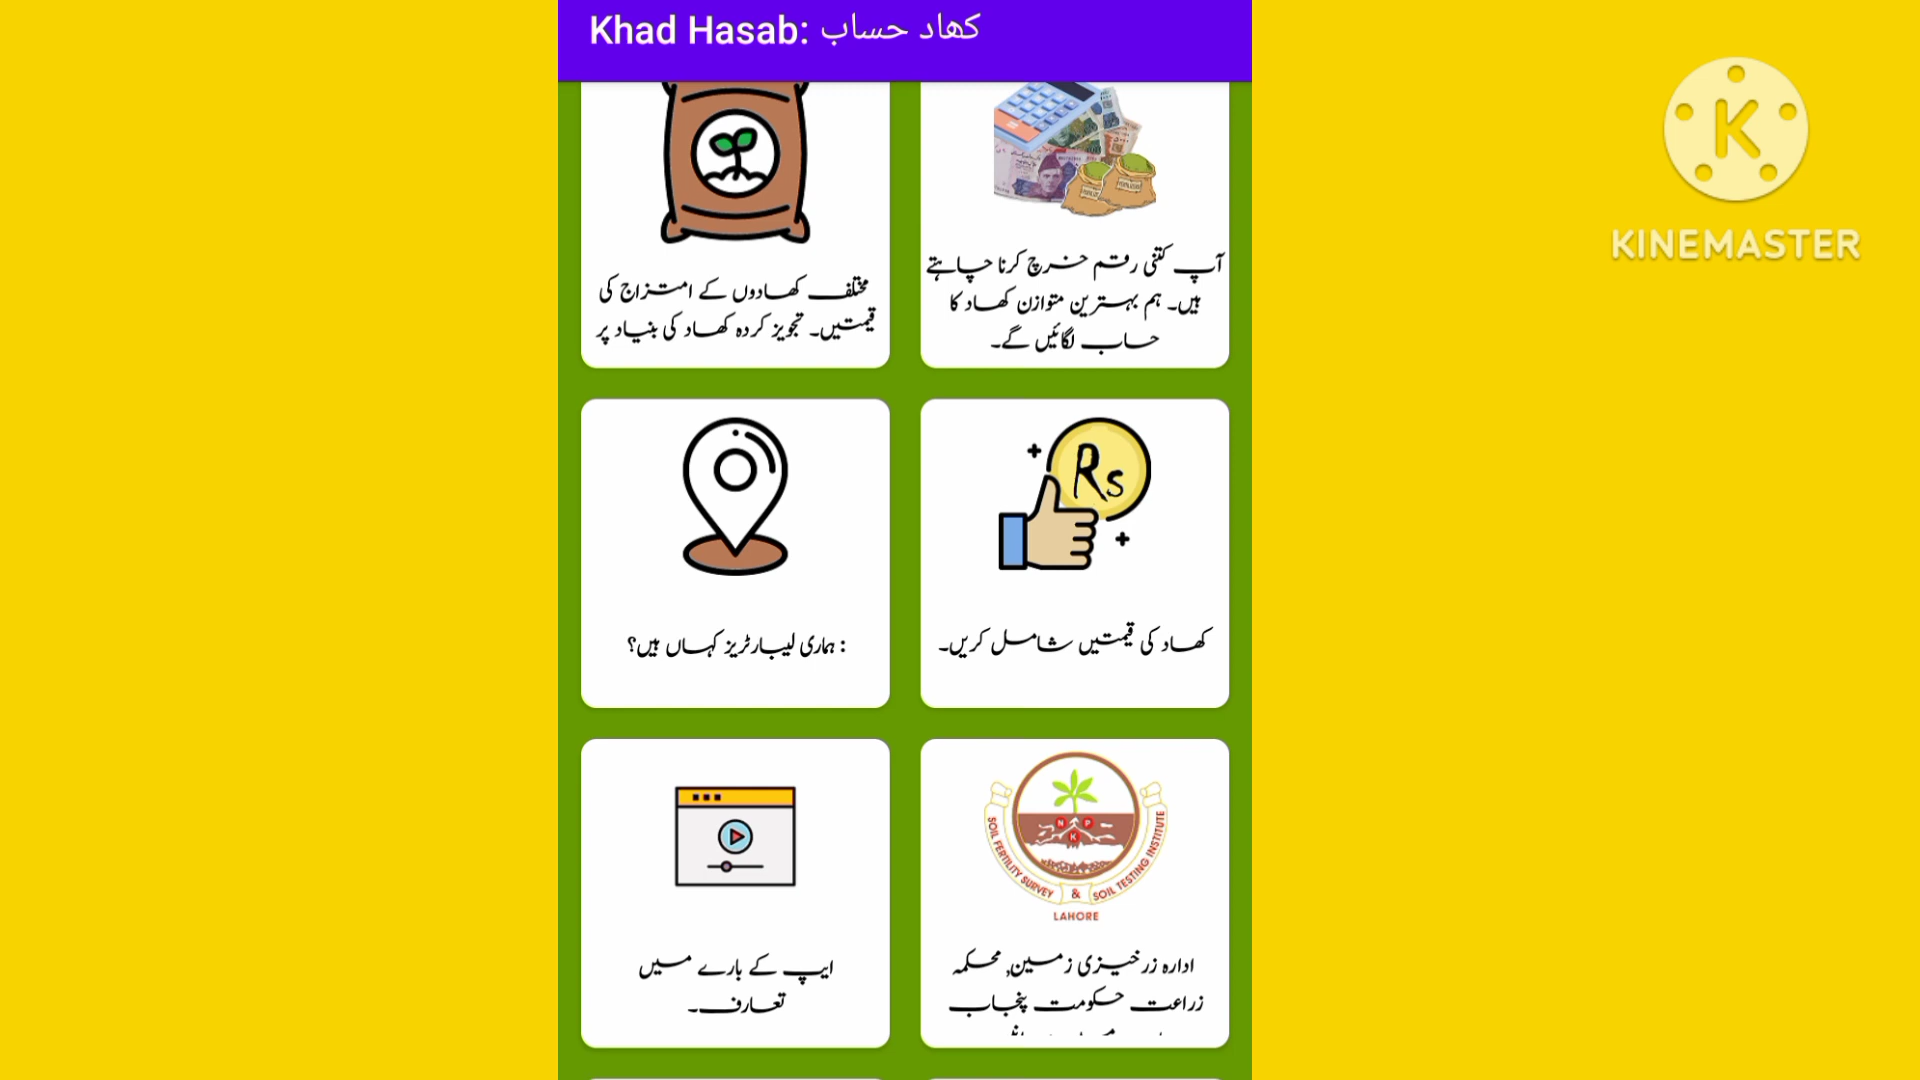 Khad Hasab: کھاد حساب
KINEMASTER
مختلف کھادوں کے امتزاج کی
قیمتیں۔ تجویز کردہ کھاد کی بنیاد پر
آپ کتنی رقم خرچ کرنا چاہتے
ہیں۔ ہم بہترین متوازن کھاد کا
حساب لگائیں گے۔
: ہماری لیبارٹریز کہاں ہیں؟
Rs
کھاد کی قیمتیں شامل کریں۔
ایپ کے بارے میں
تعارف۔
N P
K
SOIL FERTILITY SURVEY & SOIL TESTING INSTITUTE
LAHORE
ادارہ زرخیزی زمین, محکمہ
زراعت حکومت پنجاب